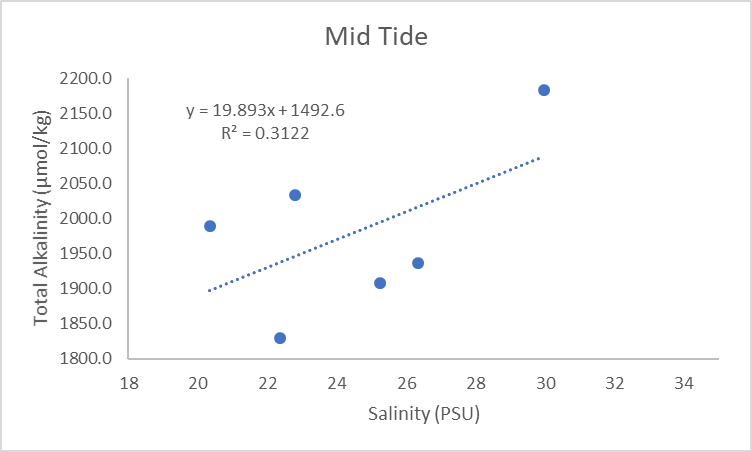 Mid Tide
2200.0
2150.0
2100.0
2050.0
2000.0
1950.0
1900.0
1850.0
1800.0
Total Alkalinity (µmol/kg)
y = 19.893x + 1492.6
R² = 0.3122
18 20 22 24 26 28 30 32 34
Salinity (PSU)